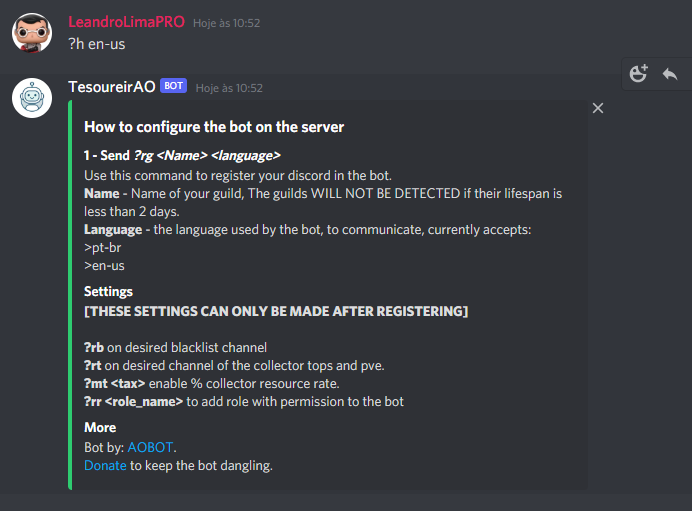 LeandroLimaPRO Hoje às 10:52
?h en-us
TesoureirAO BOT Hoje às 10:52
How to configure the bot on the server
1 - Send ?rg <Name> <language>
Use this command to register your discord in the bot.
Name - Name of your guild, The guilds WILL NOT BE DETECTED if their lifespan is
less than 2 days.
Language - the language used by the bot, to communicate, currently accepts:
>pt-br
>en-us
Settings
[THESE SETTINGS CAN ONLY BE MADE AFTER REGISTERING]
?rb on desired blacklist channel
?rt on desired channel of the collector tops and pve.
?mt <tax> enable % collector resource rate.
?rr <role_name> to add role with permission to the bot
More
Bot by: AOBOT.
Donate to keep the bot dangling.